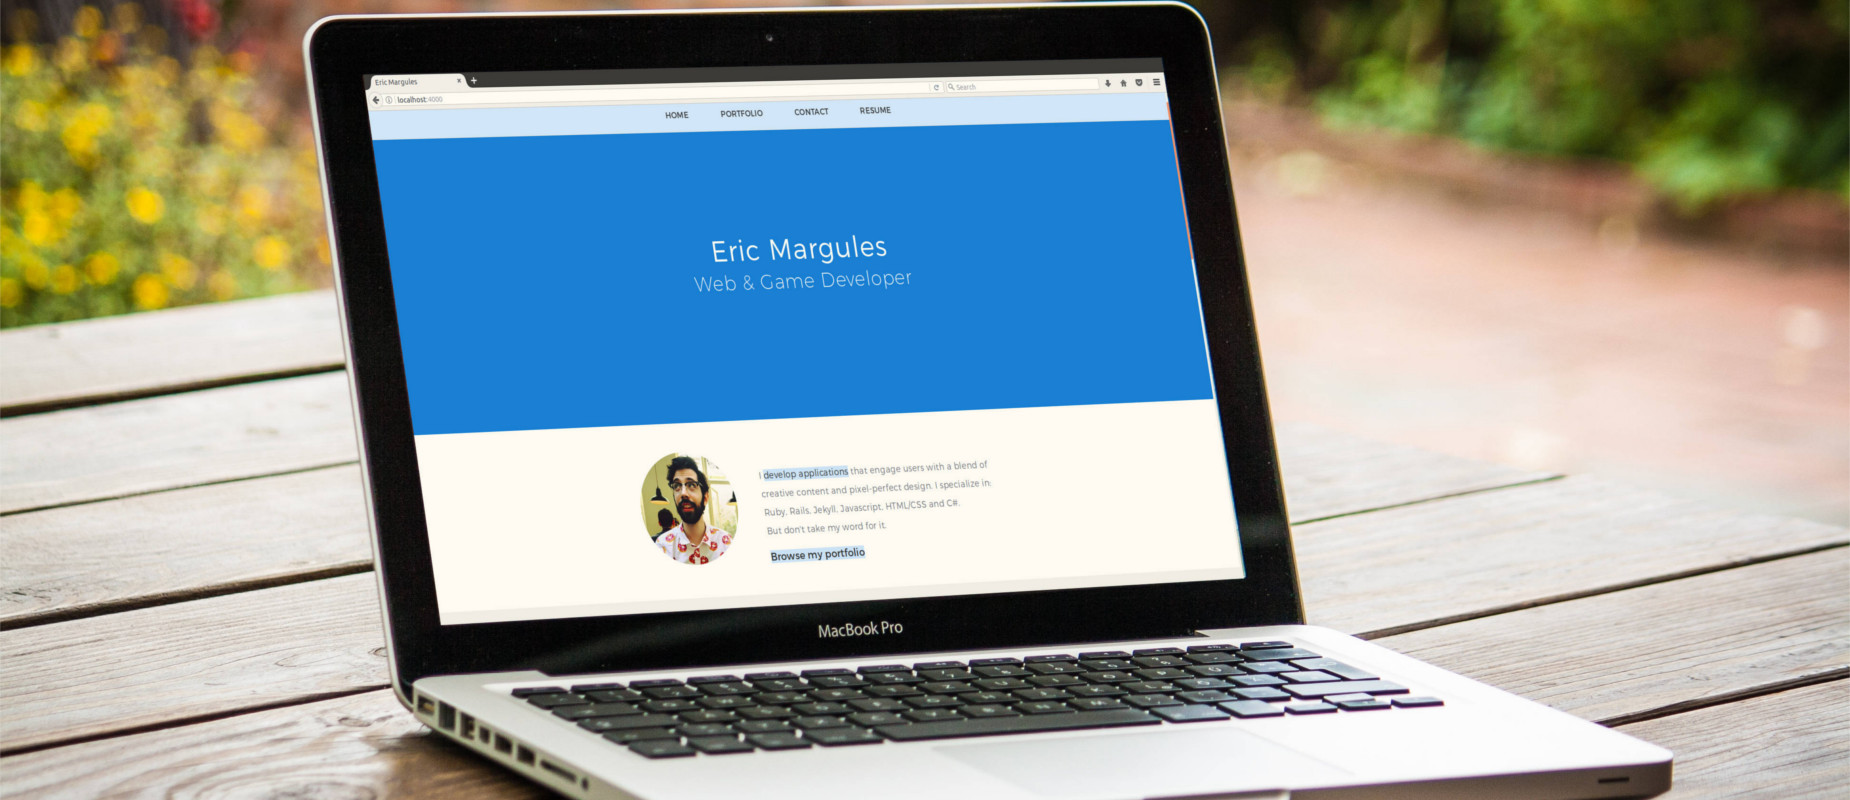 Eric Margules
localhost:4000
Search
HOME PORTFOLIO CONTACT RESUME
Eric Margules
Web & Game Developer
I develop applications that engage users with a blend of
creative content and pixel-perfect design. I specialize in:
Ruby, Rails, Jekyll, Javascript, HTML/CSS and C#.
But don't take my word for it.
Browse my portfolio
MacBook Pro